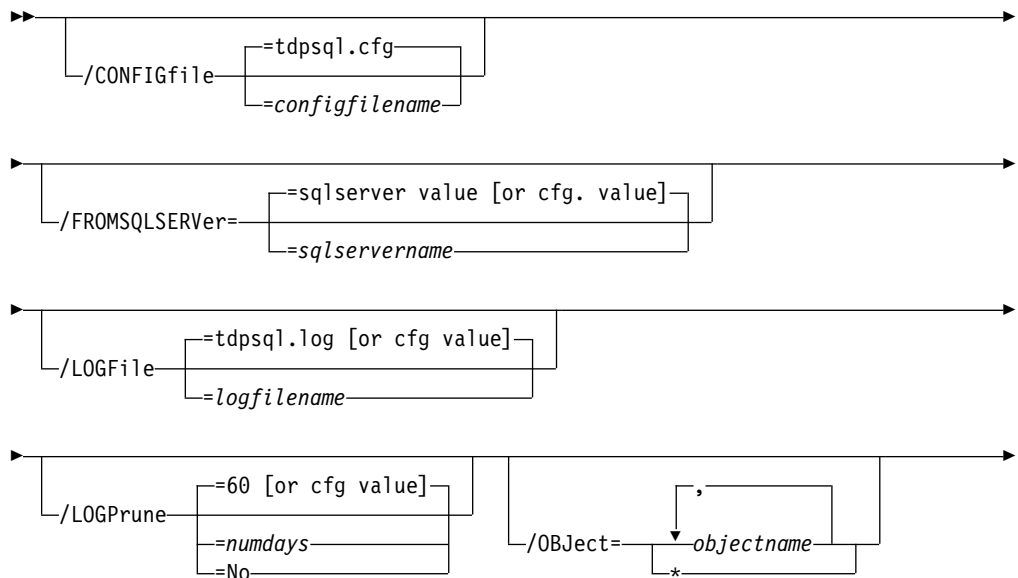 =tdpsql.cfg
/CONFIGfile
=configfilename
=sqlserver value [or cfg. value]
/FROMSQLSERVer=
=sqlservername
=tdpsql.log [or cfg value]
/LOGFile
=logfilename
=60 [or cfg value]
,
/LOGPrune
=numdays
/OBJect=
objectname
=No
*